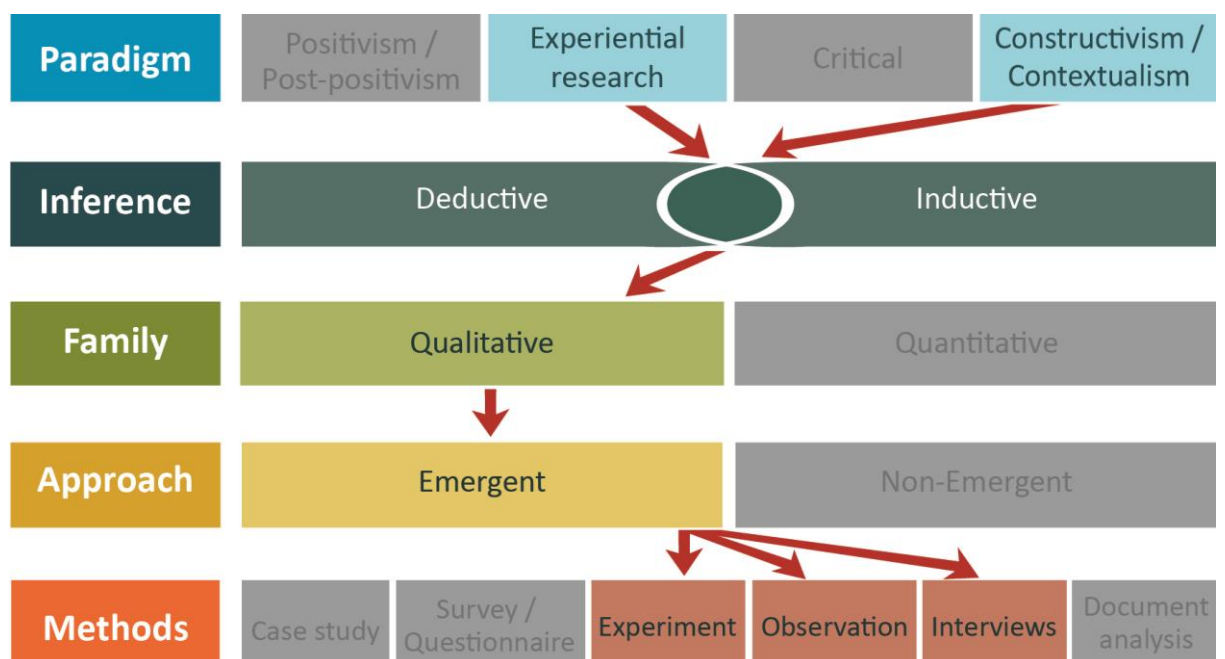 Paradigm
Positivism /
Post-positivism
Experiential
research
Critical
Constructivism /
Contextualism
Inference
Deductive
Inductive
Family
Qualitative
Quantitative
Approach
Emergent
Non-Emergent
Methods
Case study
Survey /
Questionnaire
Experiment
Observation
Interviews
Document
analysis